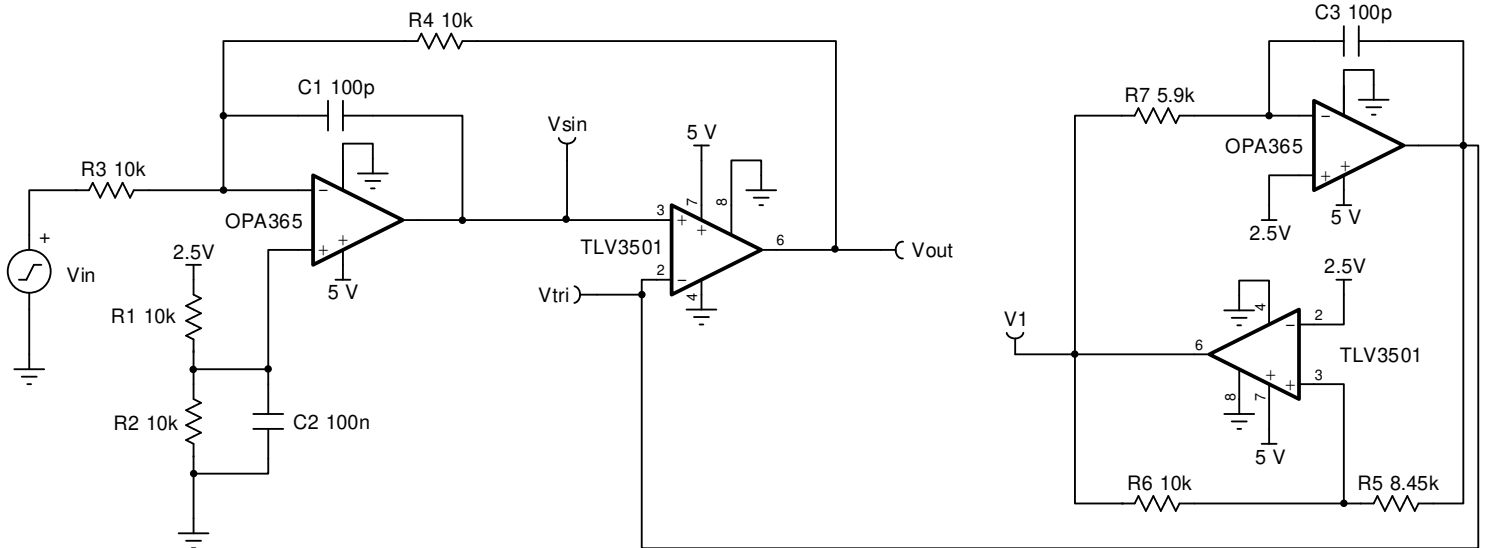 R4 10k
C3 100p
C1 100p
R7 5.9k
Vsin
5 V
R3 10k
7
8
OPA365
OPA365
3
TLV3501
6
Vout
5 V
2.5V
+
Vin
2.5V
5 V
2
4
Vtri
2.5V
R1 10k
V1
6
4
2
TLV3501
3
8
7
R2 10k
C2 100n
5 V
R6 10k
R5 8.45k